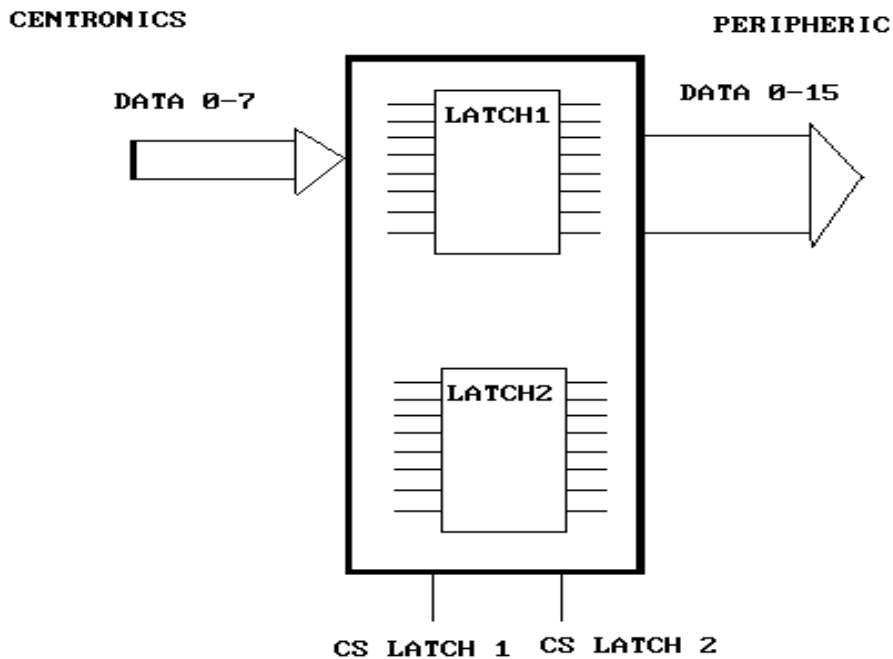 CENTRONICS
PERIPHERIC
DATA 0-7
DATA 0-15
LATCH1
LATCH2
CS LATCH 1
CS LATCH 2